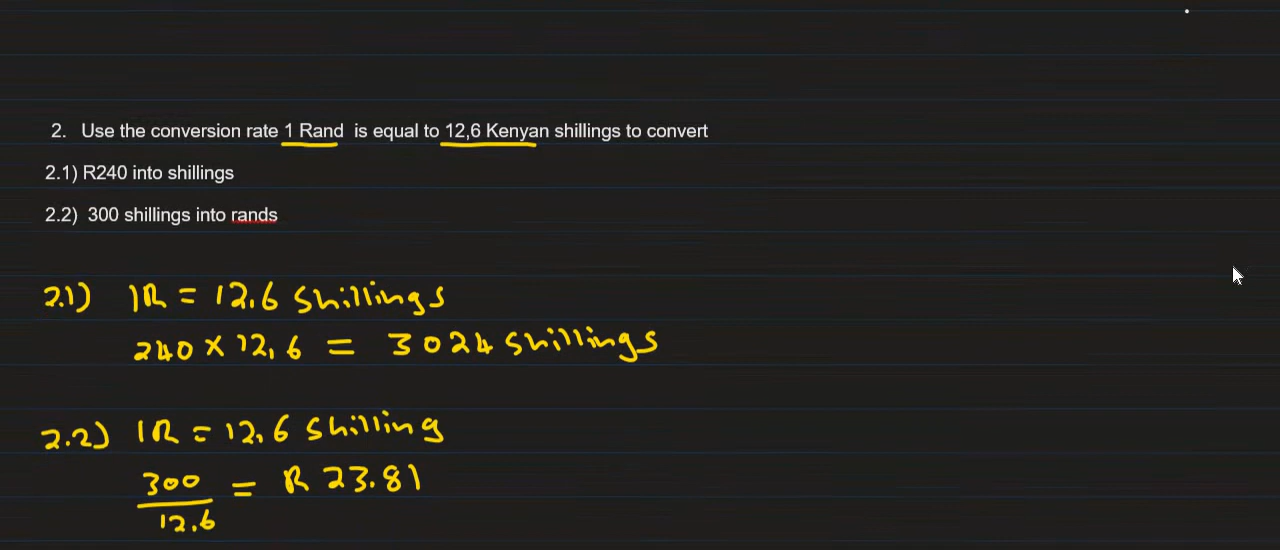 2. Use the conversion rate 1 Rand is equal to 12,6 Kenyan shillings to convert
2.1) R240 into shillings
2.2) 300 shillings into rands
2.1) 1R = 12.6 shillings
240 × 12,6 = 3024 shillings
2.2) 1R = 12,6 shilling
300/12.6 = R 23.81